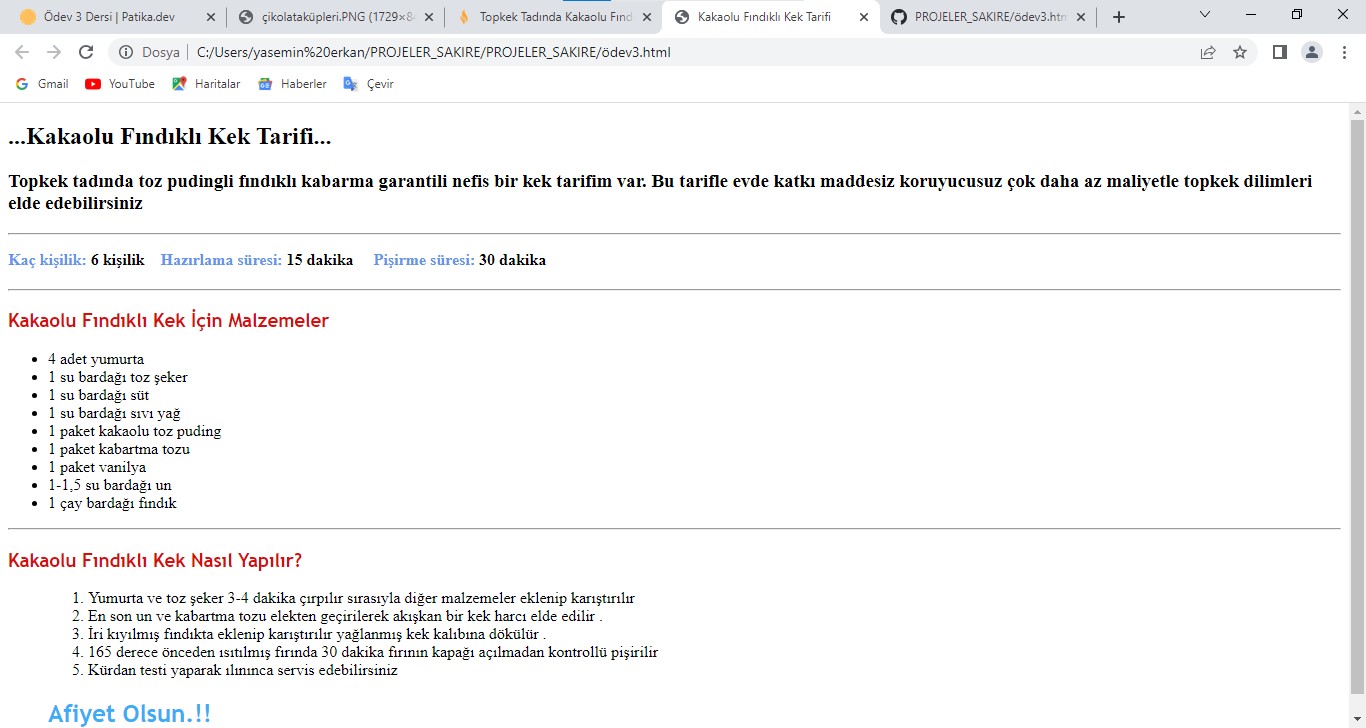 Ödev 3 Dersi | Patika.dev
çikolataküpleri.PNG (1729×8
Topkek Tadında Kakaolu Fınd
Kakaolu Fındıklı Kek Tarifi
PROJELER_SAKIRE/ödev3.htm
Dosya C:/Users/yasemin%20erkan/PROJELER_SAKIRE/PROJELER_SAKIRE/ödev3.html
Gmail YouTube Haritalar Haberler Çevir
...Kakaolu Fındıklı Kek Tarifi...
Topkek tadında toz pudingli fındıklı kabarma garantili nefis bir kek tarifim var. Bu tarifle evde katkı maddesiz koruyucusuz çok daha az maliyetle topkek dilimleri
elde edebilirsiniz
Kaç kişilik: 6 kişilik Hazırlama süresi: 15 dakika Pişirme süresi: 30 dakika
Kakaolu Fındıklı Kek İçin Malzemeler
• 4 adet yumurta
• 1 su bardağı toz şeker
• 1 su bardağı süt
• 1 su bardağı sıvı yağ
• 1 paket kakaolu toz puding
• 1 paket kabartma tozu
• 1 paket vanilya
• 1-1,5 su bardağı un
• 1 çay bardağı fındık
Kakaolu Fındıklı Kek Nasıl Yapılır?
1. Yumurta ve toz şeker 3-4 dakika çırpılır sırasıyla diğer malzemeler eklenip karıştırılır
2. En son un ve kabartma tozu elekten geçirilerek akışkan bir kek harcı elde edilir .
3. İri kıyılmış fındıkta eklenip karıştırılır yağlanmış kek kalıbına dökülür .
4. 165 derece önceden ısıtılmış fırında 30 dakika fırının kapağı açılmadan kontrollü pişirilir
5. Kürdan testi yaparak ılınınca servis edebilirsiniz
Afiyet Olsun.!!